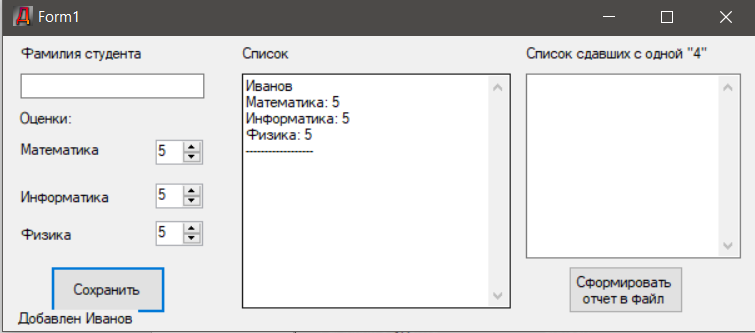 Д Form1
Фамилия студента
Оценки:
Математика 5
Информатика 5
Физика 5
Сохранить
Добавлен Иванов
Список
Иванов
Математика: 5
Информатика: 5
Физика: 5
------------------
Список сдавших с одной "4"
Сформировать
отчет в файл